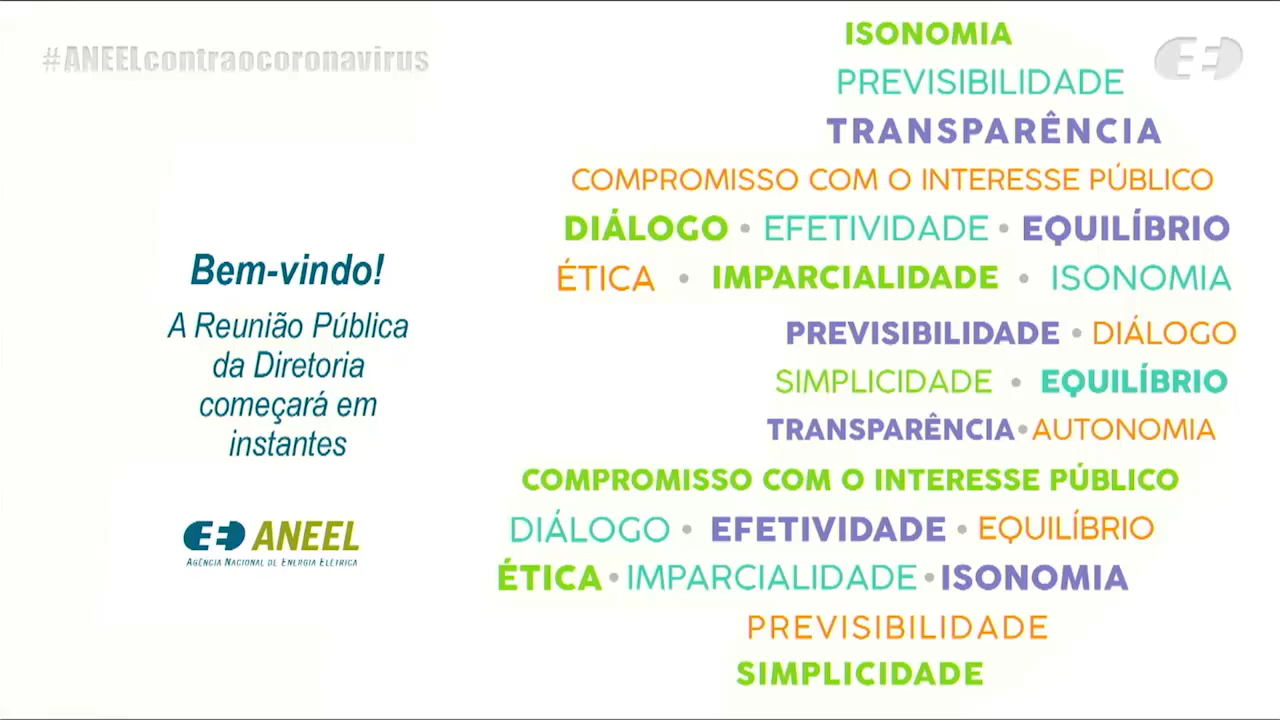 #ANEELcontraocoronavirus
Bem-vindo!
A Reunião Pública
da Diretoria
começará em
instantes
ANEEL
AGÊNCIA NACIONAL DE ENERGIA ELÉTRICA
ISONOMIA
PREVISIBILIDADE
TRANSPARÊNCIA
COMPROMISSO COM O INTERESSE PÚBLICO
DIÁLOGO • EFETIVIDADE • EQUILÍBRIO
ÉTICA • IMPARCIALIDADE • ISONOMIA
PREVISIBILIDADE • DIÁLOGO
SIMPLICIDADE • EQUILÍBRIO
TRANSPARÊNCIA • AUTONOMIA
COMPROMISSO COM O INTERESSE PÚBLICO
DIÁLOGO • EFETIVIDADE • EQUILÍBRIO
ÉTICA • IMPARCIALIDADE • ISONOMIA
PREVISIBILIDADE
SIMPLICIDADE